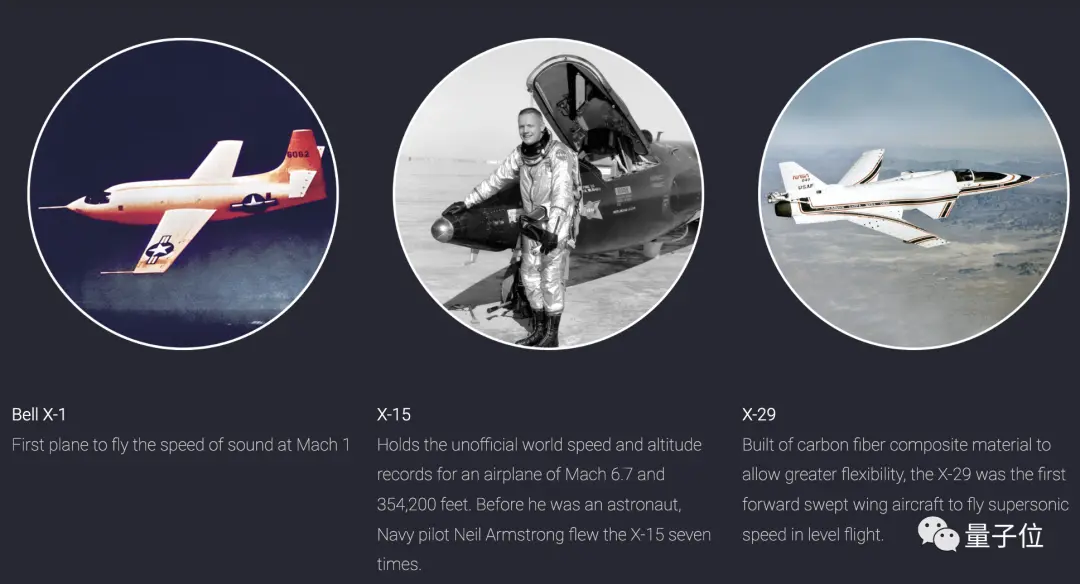 6062
NASA
USAF
Bell X-1
First plane to fly the speed of sound at Mach 1
X-15
Holds the unofficial world speed and altitude
records for an airplane of Mach 6.7 and
354,200 feet. Before he was an astronaut,
Navy pilot Neil Armstrong flew the X-15 seven
times.
X-29
Built of carbon fiber composite material to
allow greater flexibility, the X-29 was the first
forward swept wing aircraft to fly supersonic
speed in level flight.
量子位